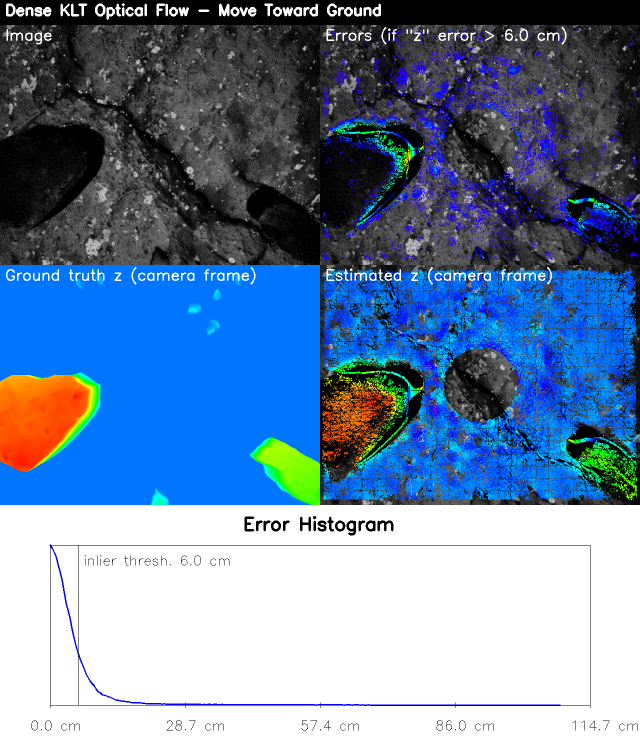 Dense KLT Optical Flow – Move Toward Ground
Image
Errors (if "z" error > 6.0 cm)
Ground truth z (camera frame)
Estimated z (camera frame)
Error Histogram
inlier thresh. 6.0 cm
0.0 cm 28.7 cm 57.4 cm 86.0 cm 114.7 cm